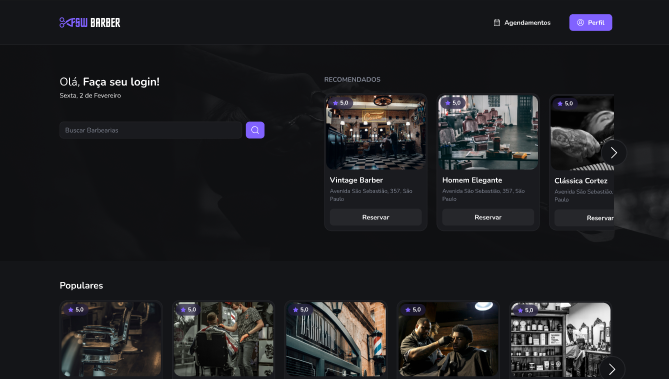 FSW BARBER
Agendamentos
Perfil
Olá, Faça seu login!
Sexta, 2 de Fevereiro
Buscar Barbearias
RECOMENDADOS
5,0
5,0
5,0
Vintage Barber
Avenida São Sebastião, 357, São
Paulo
Reservar
Homem Elegante
Avenida São Sebastião, 357, São
Paulo
Reservar
Clássica Cortez
Avenida São Sebastião,
Paulo
Reservar
Populares
5,0
5,0
5,0
5,0
5,0